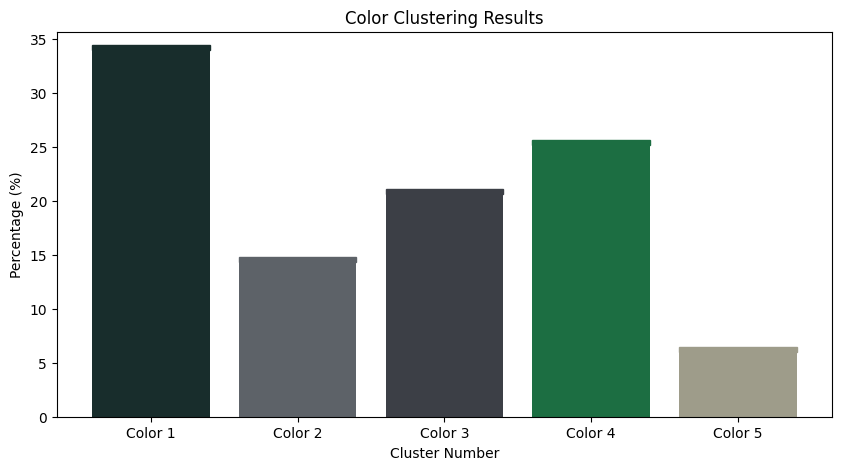 Color Clustering Results
35
30
25
20
15
10
5
0
Percentage (%)
Color 1 Color 2 Color 3 Color 4 Color 5
Cluster Number